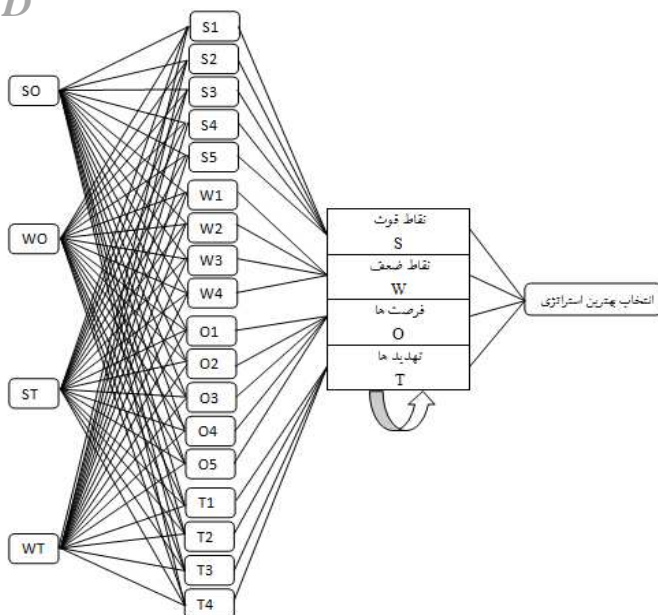 D
S1
S2
SO
S3
S4
S5
W1
W2
WO
W3
W4
O1
O2
ST
O3
O4
O5
T1
T2
WT
T3
T4
نقاط قوت
S
نقاط ضعف
W
فرصت ها
O
تهدید ها
T
انتخاب بهترین استراتژی